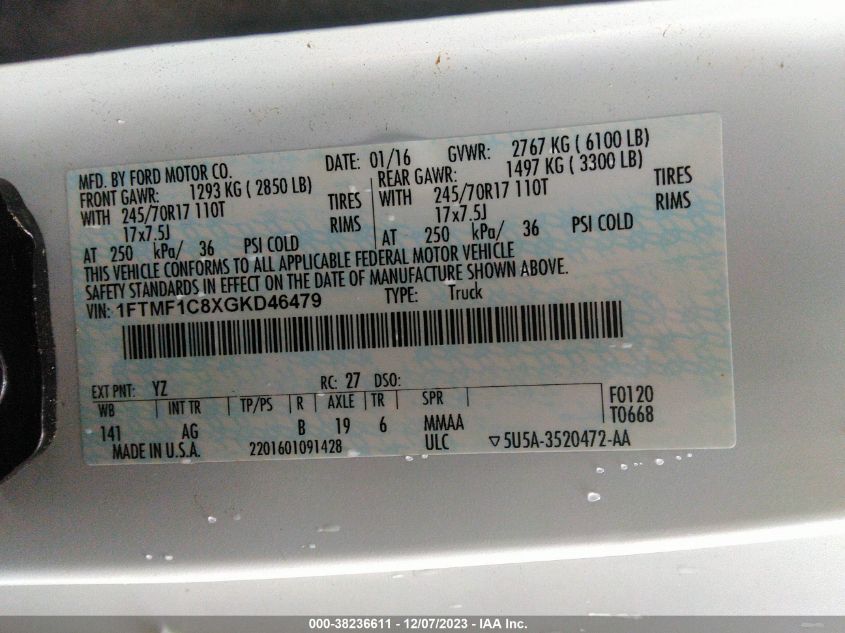 MFD. BY FORD MOTOR CO. DATE: 01/16 GVWR: 2767 KG ( 6100 LB)
FRONT GAWR: 1293 KG ( 2850 LB) REAR GAWR: 1497 KG ( 3300 LB)
WITH 245/70R17 110T TIRES WITH 245/70R17 110T TIRES
17x7.5J RIMS 17x7.5J RIMS
AT 250 kPa/ 36 PSI COLD AT 250 kPa/ 36 PSI COLD
THIS VEHICLE CONFORMS TO ALL APPLICABLE FEDERAL MOTOR VEHICLE
SAFETY STANDARDS IN EFFECT ON THE DATE OF MANUFACTURE SHOWN ABOVE.
VIN: 1FTMF1C8XGKD46479 TYPE: Truck
EXT PNT: YZ RC: 27 DSO:
WB INT TR TP/PS R AXLE TR SPR F0120
141 AG B 19 6 MMAA T0668
MADE IN U.S.A. 2201601091428 ULC ▽5U5A-3520472-AA
000-38236611 - 12/07/2023 - IAA Inc.